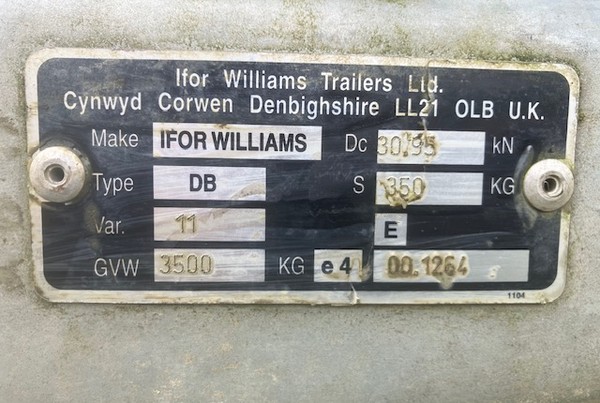 Ifor Williams Trailers Ltd.
Cynwyd Corwen Denbighshire LL21 OLB U.K.
Make IFOR WILLIAMS Dc 30.95 kN
Type DB S 350 KG
Var. 11 E
GVW 3500 KG e4 00.1264 8
1104